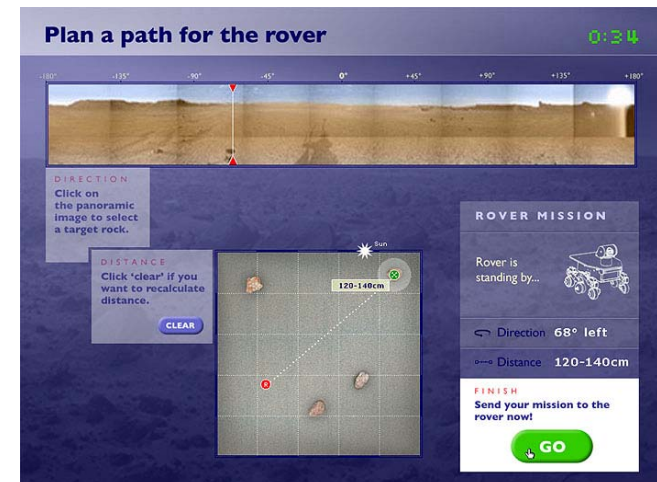 Plan a path for the rover
0:34
-180° -135° -90° -45° 0° +45° +90° +135° +180°
DIRECTION
Click on
the panoramic
image to select
a target rock.
DISTANCE
Click 'clear' if you
want to recalculate
distance.
CLEAR
Sun
120-140cm
R
ROVER MISSION
Rover is
standing by...
Direction 68° left
Distance 120-140cm
FINISH
Send your mission to the
rover now!
GO